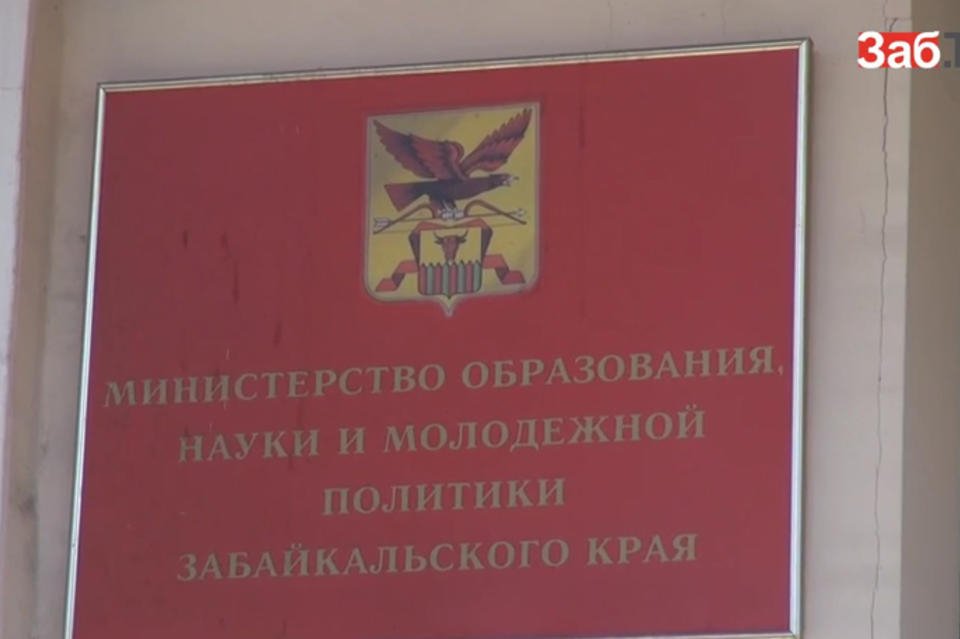 Заб.
МИНИСТЕРСТВО ОБРАЗОВАНИЯ,
НАУКИ И МОЛОДЕЖНОЙ
ПОЛИТИКИ
ЗАБАЙКАЛЬСКОГО КРАЯ